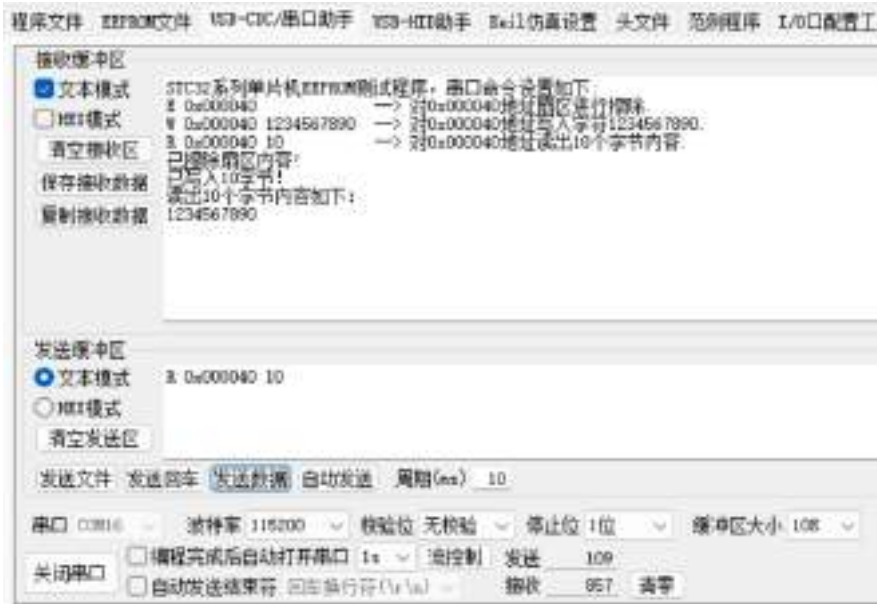 程序文件 EEPROM文件 USB-CDC/串口助手 USB-HID助手 Keil仿真设置 头文件 范例程序 I/O口配置工
接收缓冲区
文本模式
HEX模式
清空接收区
保存接收数据
复制接收数据
STC32系列单片机EEPROM测试程序，串口命令设置如下
E 0x000040 --> 对0x000040地址扇区进行擦除.
W 0x000040 1234567890 --> 对0x000040地址写入字符1234567890.
R 0x000040 10 --> 对0x000040地址读出10个字节内容.
已擦除扇区内容!
已写入10字节!
读出10个字节内容如下：
1234567890
发送缓冲区
文本模式
HEX模式
清空发送区
R 0x000040 10
发送文件 发送回车 发送数据 自动发送 周期(ms) 10
串口 COM16 波特率 115200 校验位 无校验 停止位 1位 缓冲区大小 10B
关闭串口
编程完成后自动打开串口 1s 流控制 发送 109
自动发送结束符 回车换行符(\r\n) 接收 857 清零